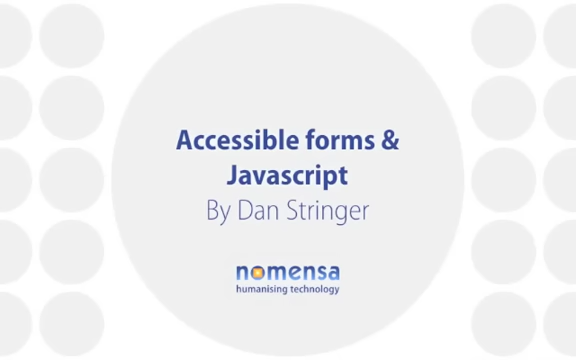 Accessible forms &
Javascript
By Dan Stringer
nomensa
humanising technology